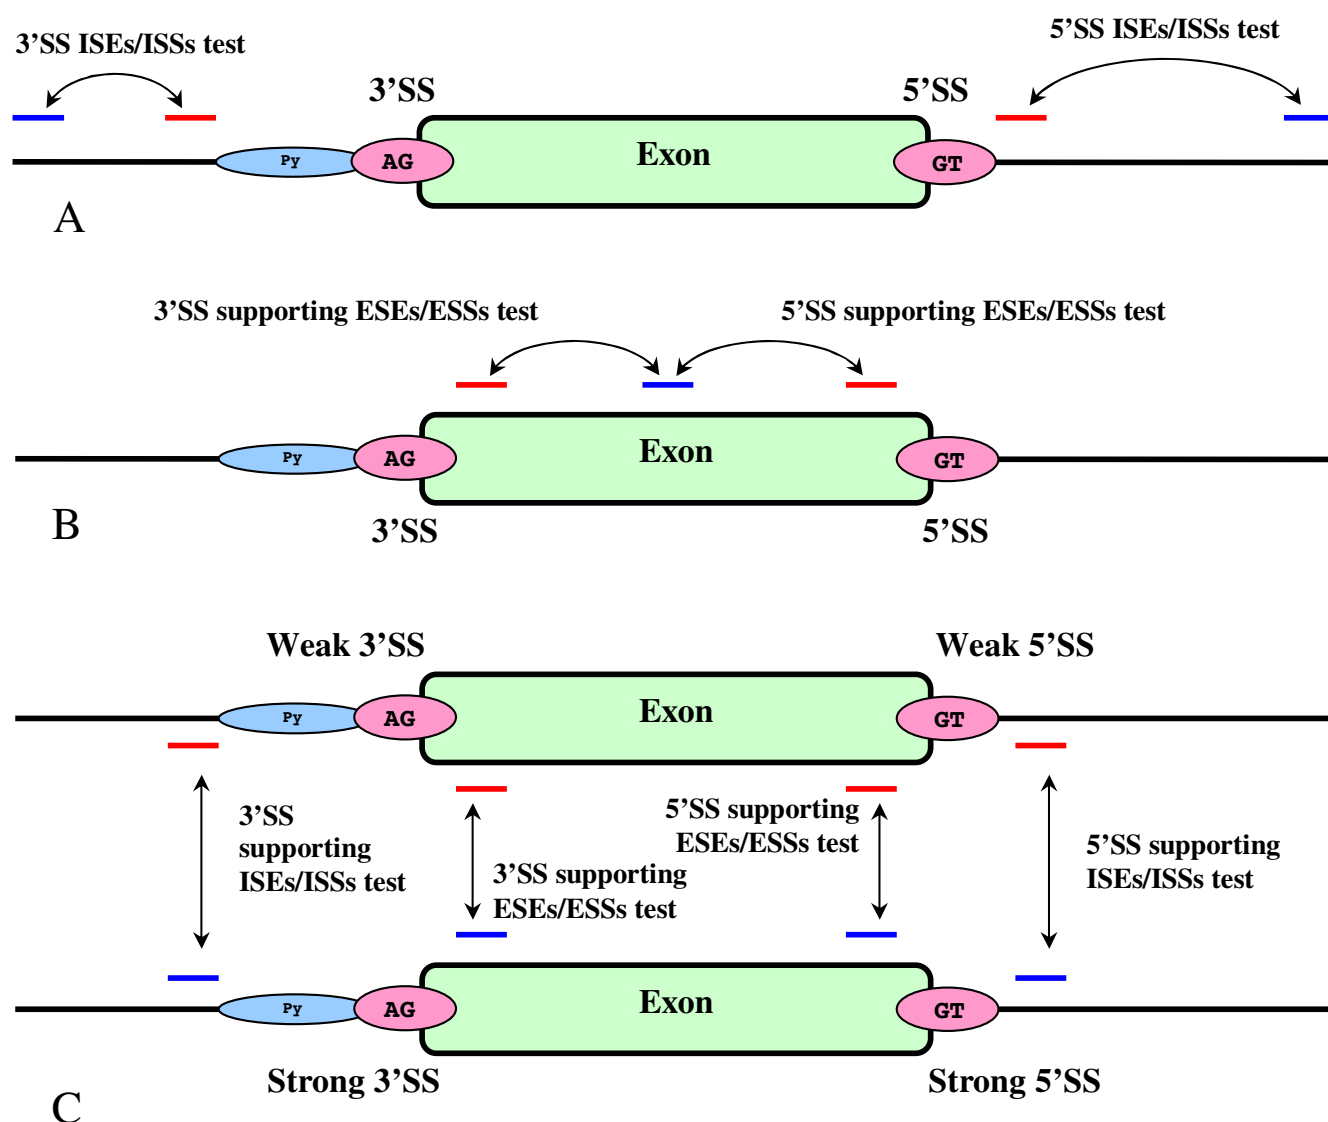 3’SS ISEs/ISSs test
5’SS ISEs/ISSs test
3’SS
5’SS
Py
AG
Exon
GT
A
3’SS supporting ESEs/ESSs test
5’SS supporting ESEs/ESSs test
Py
AG
Exon
GT
B
3’SS
5’SS
Weak 3’SS
Weak 5’SS
Py
AG
Exon
GT
3’SS
supporting
ISEs/ISSs test
3’SS supporting
ESEs/ESSs test
5’SS supporting
ESEs/ESSs test
5’SS supporting
ISEs/ISSs test
Py
AG
Exon
GT
Strong 3’SS
Strong 5’SS
C